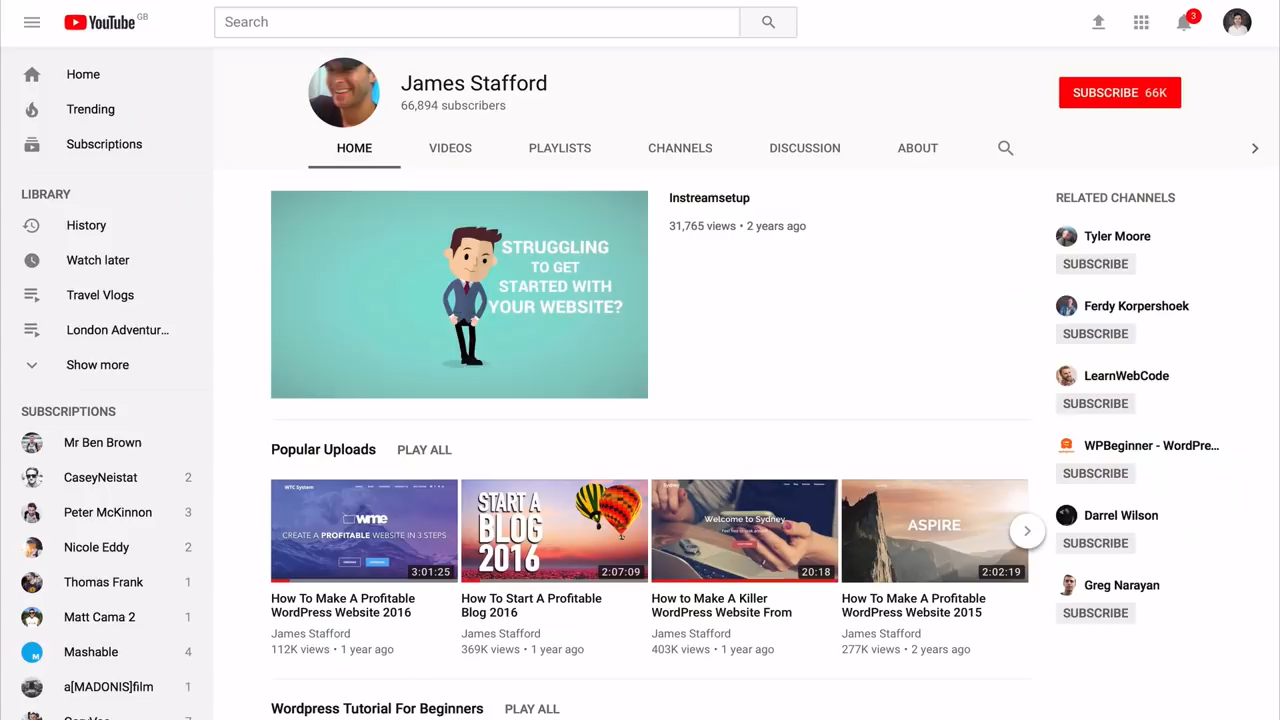 YouTube GB
Search
3
Home
Trending
Subscriptions
LIBRARY
History
Watch later
Travel Vlogs
London Adventur...
Show more
SUBSCRIPTIONS
Mr Ben Brown
CaseyNeistat 2
Peter McKinnon 3
Nicole Eddy 2
Thomas Frank 1
Matt Cama 2 1
Mashable 4
a[MADONIS]film 1
James Stafford
66,894 subscribers
SUBSCRIBE 66K
HOME VIDEOS PLAYLISTS CHANNELS DISCUSSION ABOUT
STRUGGLING
TO GET
STARTED WITH
YOUR WEBSITE?
Instreamsetup
31,765 views • 2 years ago
Popular Uploads PLAY ALL
WTC System
wme
CREATE A PROFITABLE WEBSITE IN 3 STEPS
3:01:25
How To Make A Profitable
WordPress Website 2016
James Stafford
112K views • 1 year ago
START A
BLOG
2016
2:07:09
How To Start A Profitable
Blog 2016
James Stafford
369K views • 1 year ago
Sydney
Welcome to Sydney
20:18
How to Make A Killer
WordPress Website From
James Stafford
403K views • 1 year ago
ASPIRE
2:02:19
How To Make A Profitable
WordPress Website 2015
James Stafford
277K views • 2 years ago
Wordpress Tutorial For Beginners PLAY ALL
RELATED CHANNELS
Tyler Moore
SUBSCRIBE
Ferdy Korpershoek
SUBSCRIBE
LearnWebCode
SUBSCRIBE
WPBeginner - WordPre...
SUBSCRIBE
Darrel Wilson
SUBSCRIBE
Greg Narayan
SUBSCRIBE